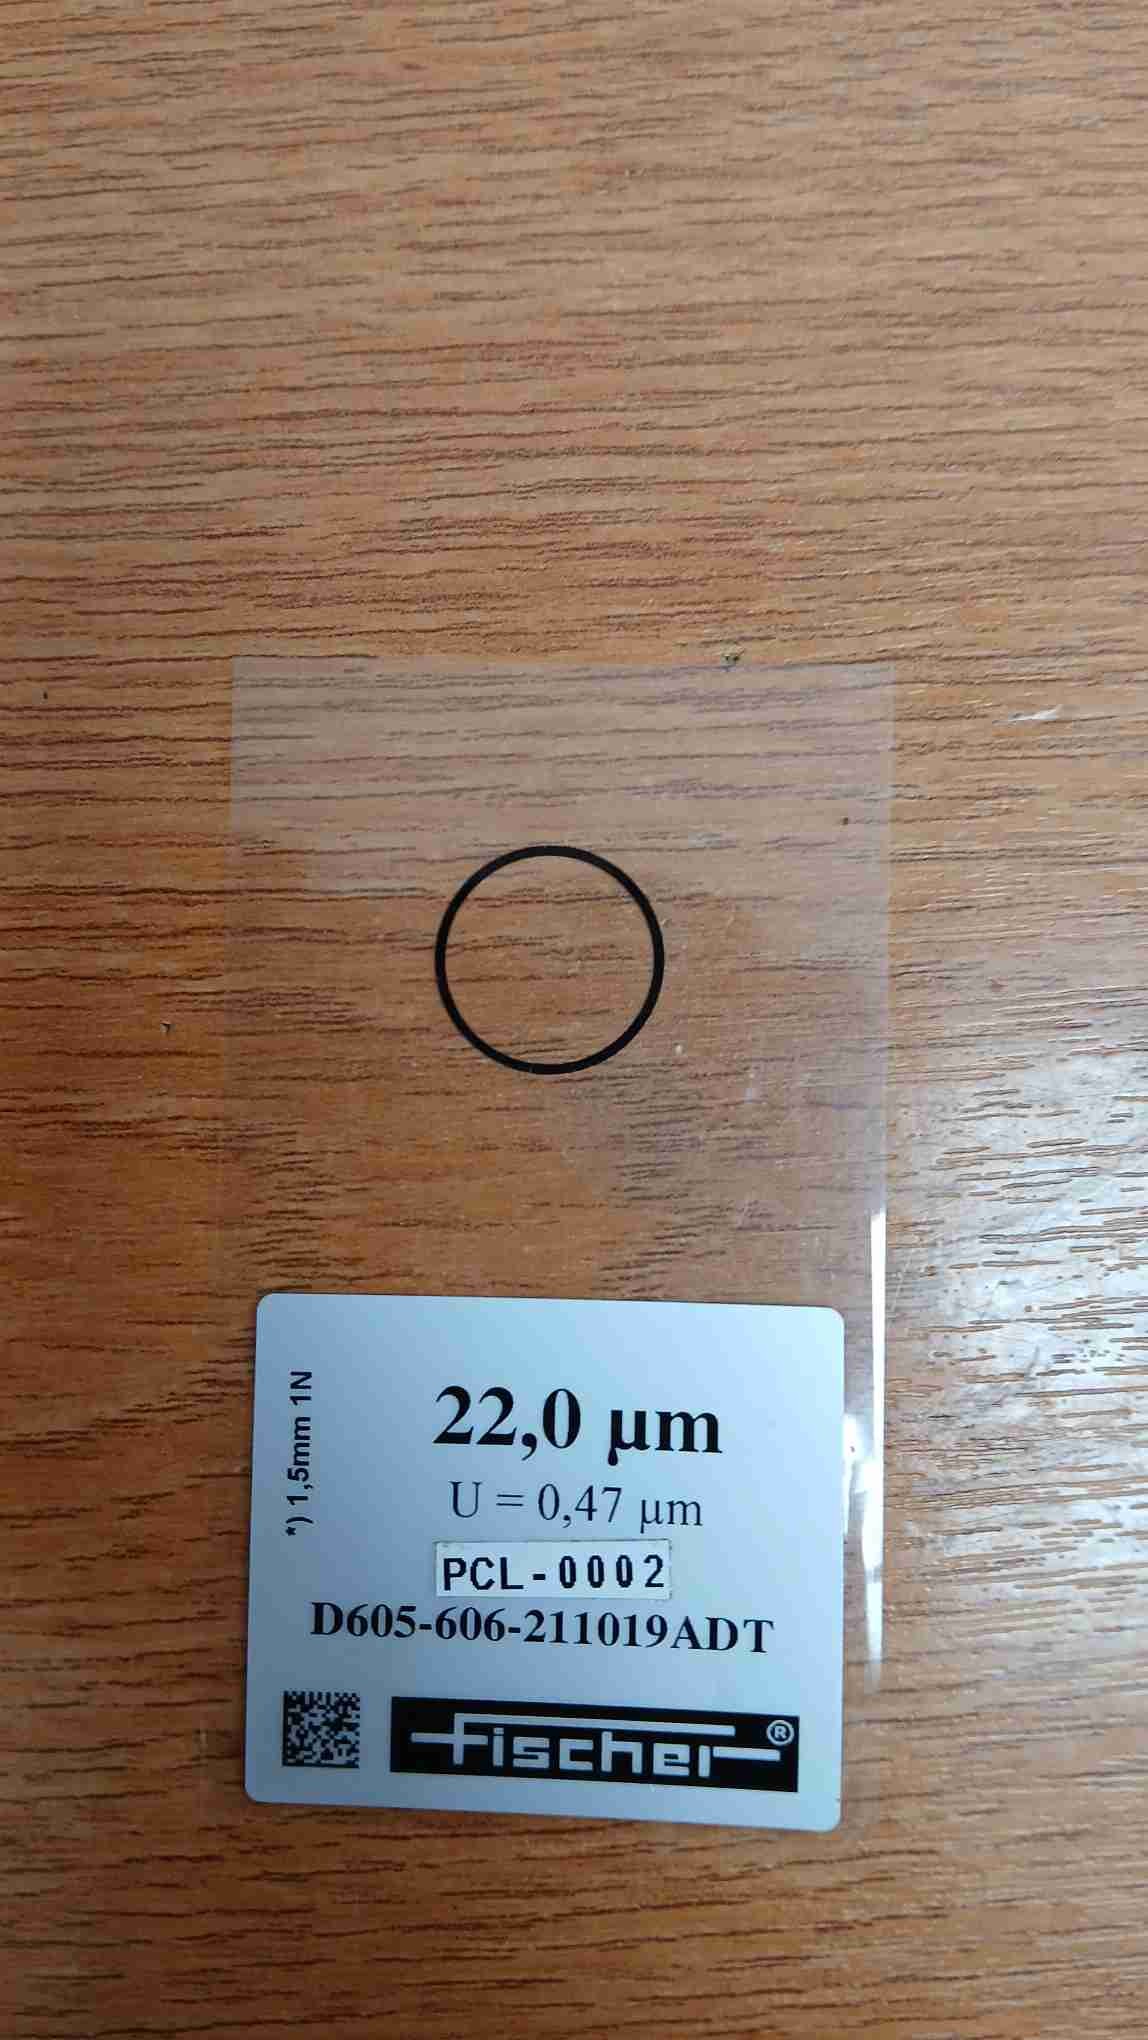 22,0 µm
U = 0,47 µm
PCL-0002
D605-606-211019ADT
*) 1,5mm 1N
fischer®